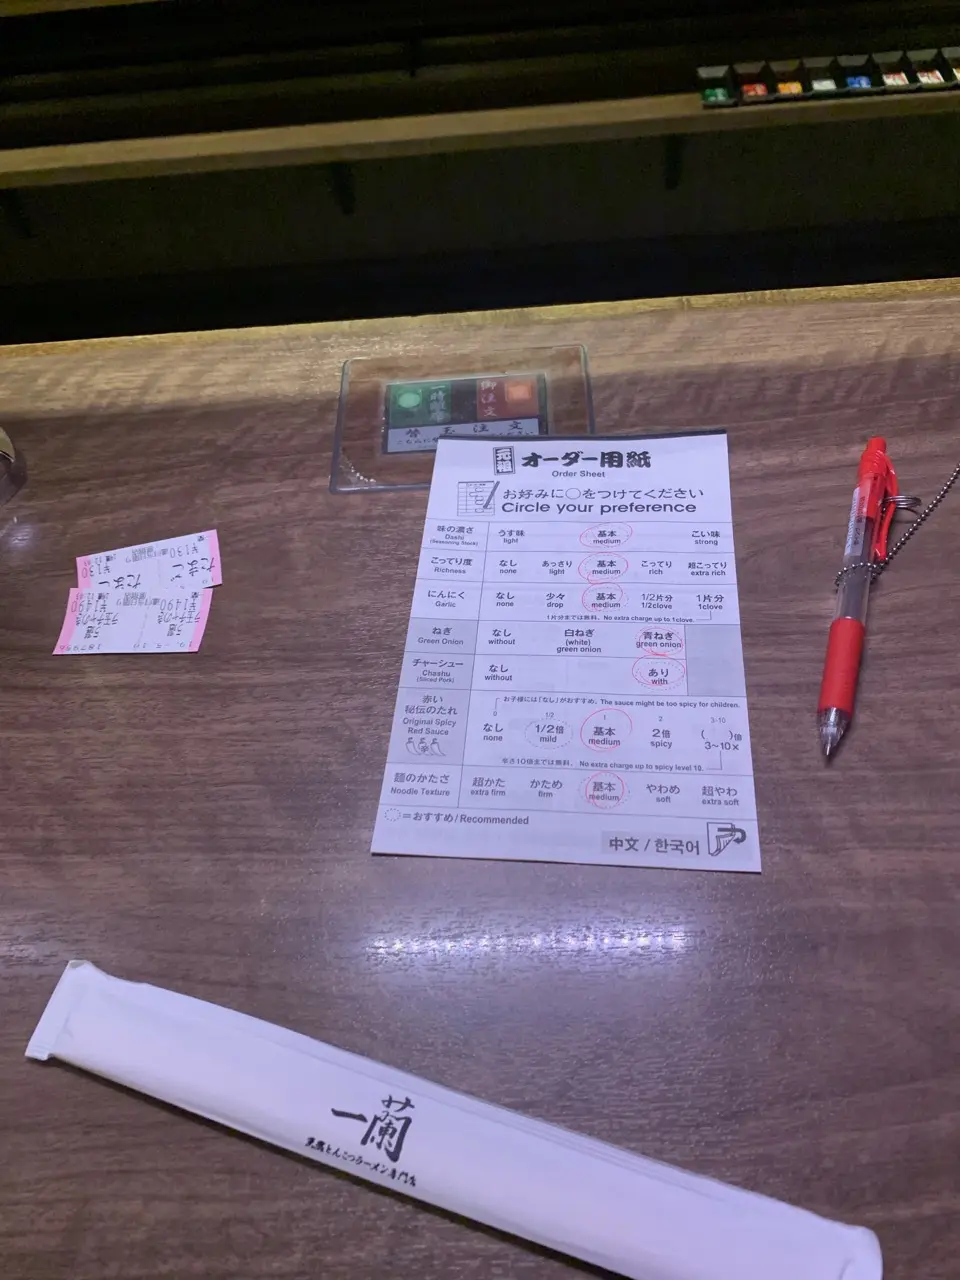 御注文
替玉注文
元祖
オーダー用紙
Order Sheet
お好みに○をつけてください
Circle your preference
味の濃さ
Dashi
(Seasoning Stock)
うす味
light
基本
medium
こい味
strong
こってり度
Richness
なし
none
あっさり
light
基本
medium
こってり
rich
超こってり
extra rich
にんにく
Garlic
なし
none
少々
drop
基本
medium
1/2片分
1/2clove
1片分
1clove
1片分までは無料。No extra charge up to 1clove.
ねぎ
Green Onion
なし
without
白ねぎ
(white)
green onion
青ねぎ
green onion
チャーシュー
Chashu
(Sliced Pork)
なし
without
あり
with
赤い
秘伝のたれ
Original Spicy
Red Sauce
辛
お子様には「なし」がおすすめ。The sauce might be too spicy for children.
0
なし
none
1/2
1/2倍
mild
1
基本
medium
2
2倍
spicy
3-10
( )倍
3~10×
辛さ10倍までは無料。No extra charge up to spicy level 10.
麺のかたさ
Noodle Texture
超かた
extra firm
かため
firm
基本
medium
やわめ
soft
超やわ
extra soft
=おすすめ/Recommended
中文 / 한국어
たまご
たまご
¥130
¥130
¥1490
¥1490
一蘭
天然とんこつラーメン専門店